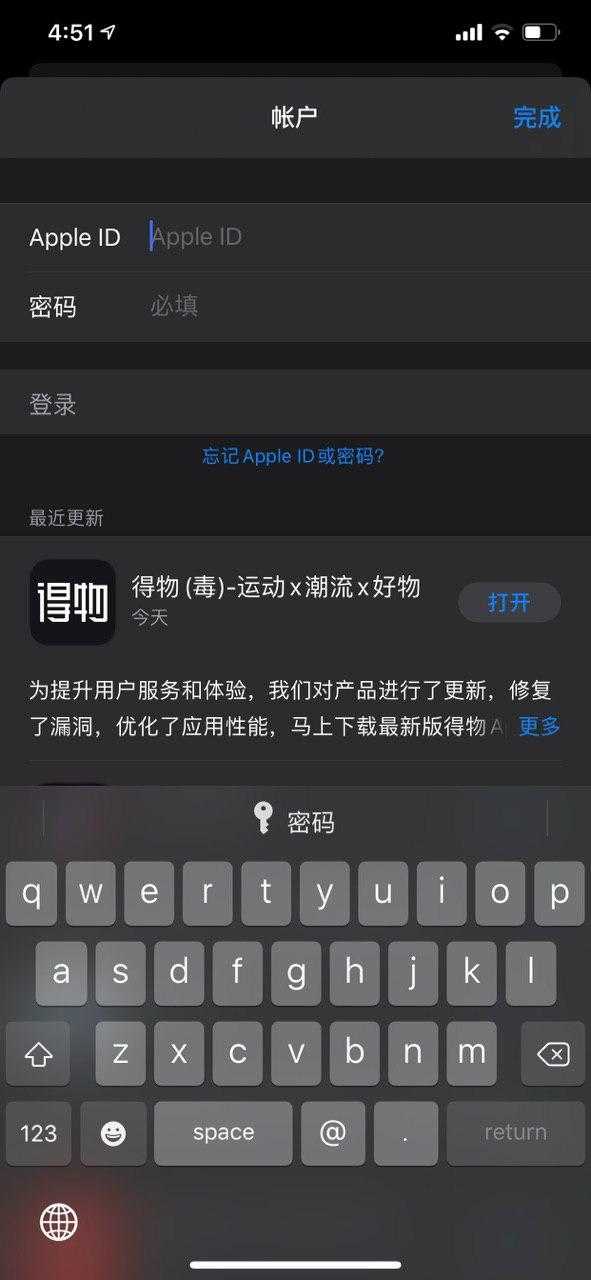 4:51
帐户
完成
Apple ID
Apple ID
密码
必填
登录
忘记 Apple ID 或密码?
最近更新
得物
得物 (毒)-运动 x 潮流 x 好物
今天
打开
为提升用户服务和体验，我们对产品进行了更新，修复
了漏洞，优化了应用性能，马上下载最新版得物 A
更多
密码
q w e r t y u i o p
a s d f g h j k l
z x c v b n m
123 space @ . return